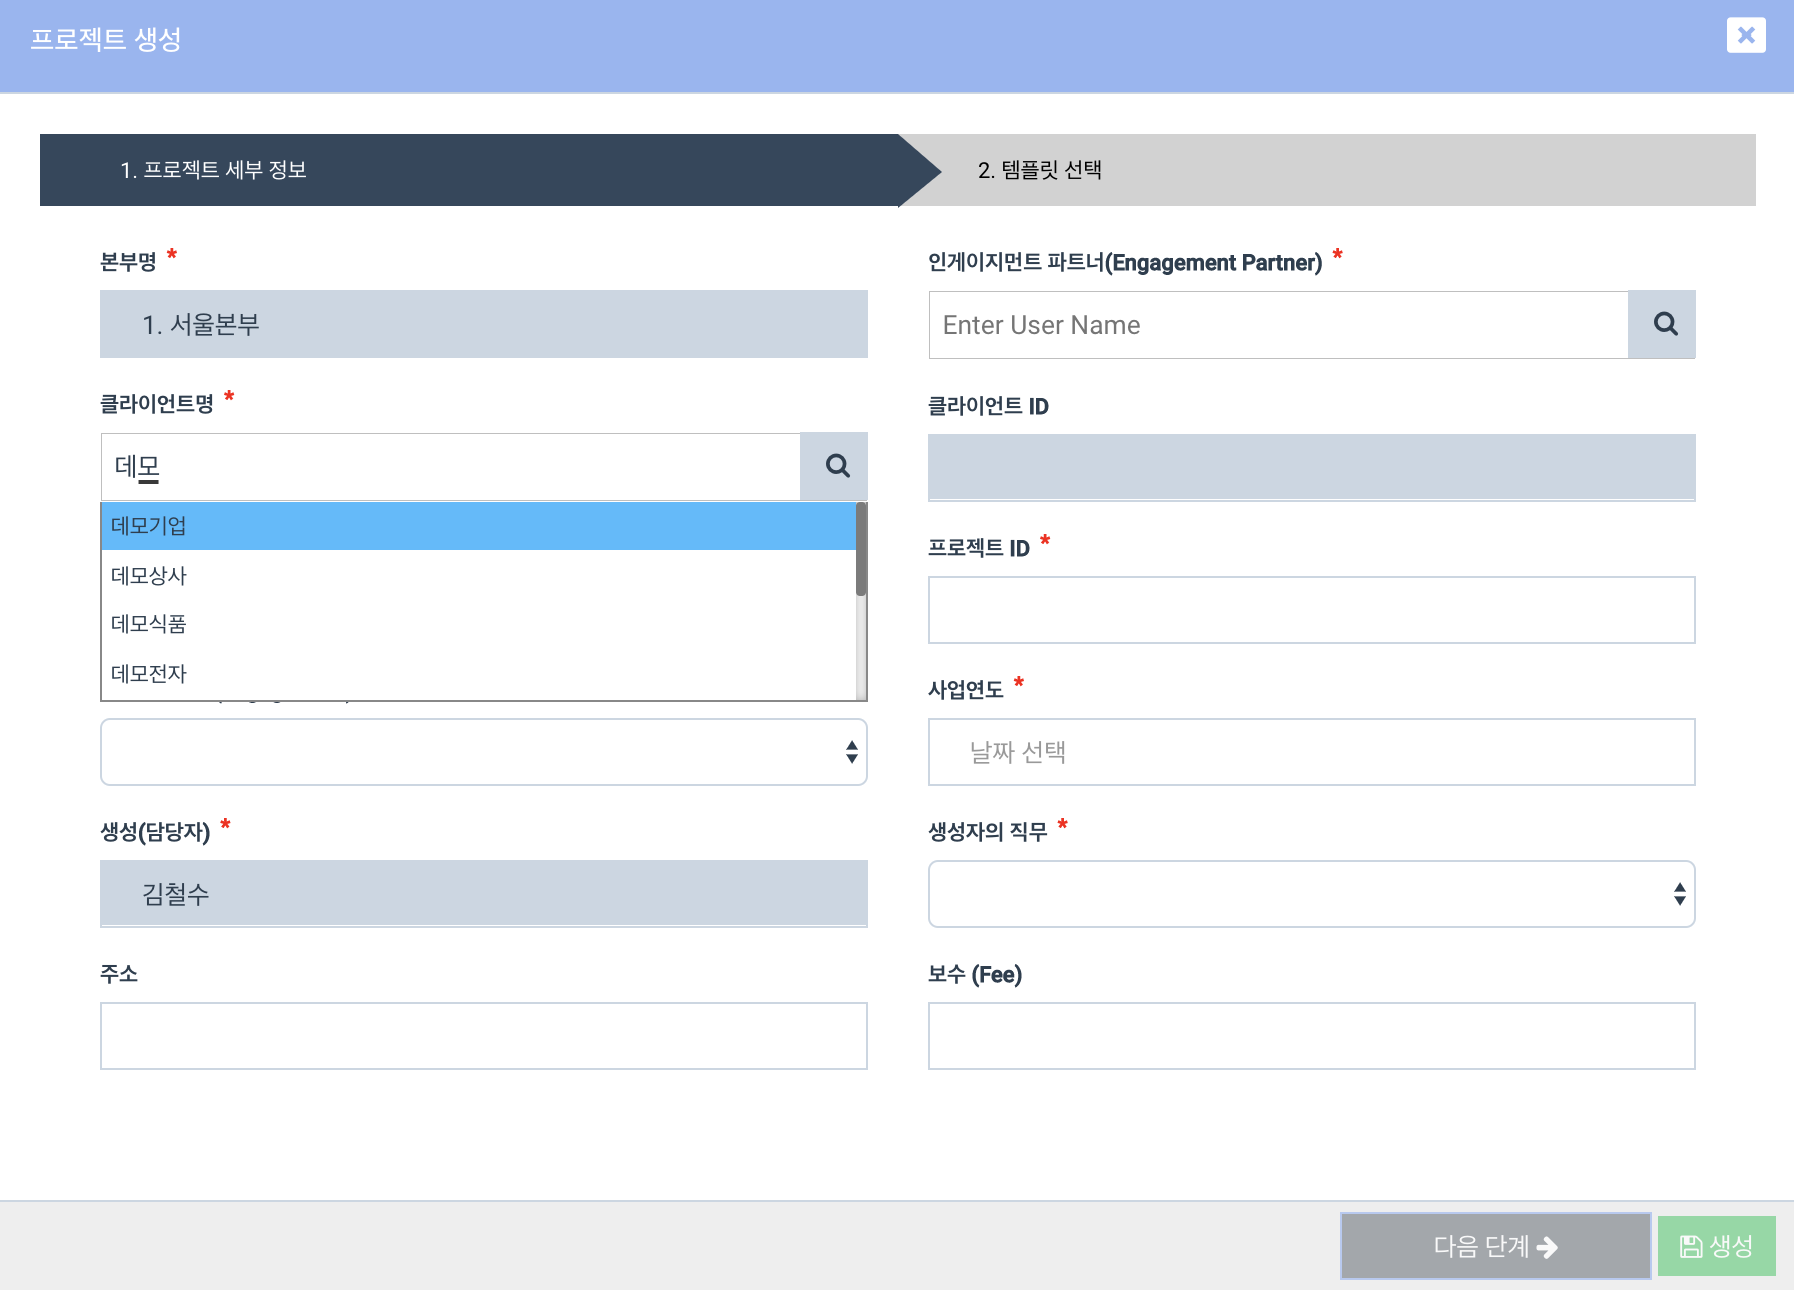 프로젝트 생성
1. 프로젝트 세부 정보
2. 템플릿 선택
본부명 *
인게이지먼트 파트너(Engagement Partner) *
1. 서울본부
Enter User Name
클라이언트명 *
클라이언트 ID
데모
데모기업
데모상사
데모식품
데모전자
프로젝트 ID *
사업연도 *
날짜 선택
생성(담당자) *
생성자의 직무 *
김철수
주소
보수 (Fee)
다음 단계
생성